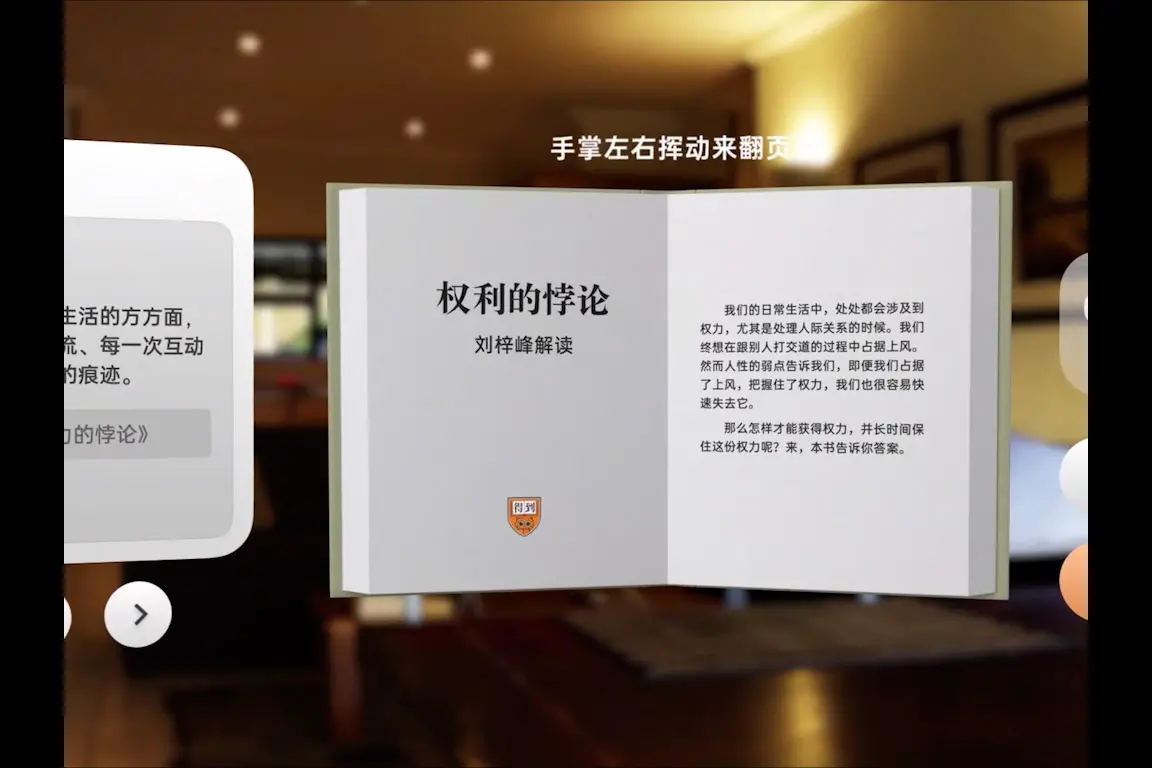 手掌左右挥动来翻页
生活的方方面，
流、每一次互动
的痕迹。
力的悖论》
权利的悖论
刘梓峰解读
得到
我们的日常生活中，处处都会涉及到
权力，尤其是处理人际关系的时候。我们
终想在跟别人打交道的过程中占据上风。
然而人性的弱点告诉我们，即便我们占据
了上风，把握住了权力，我们也很容易快
速失去它。
那么怎样才能获得权力，并长时间保
住这份权力呢？来，本书告诉你答案。